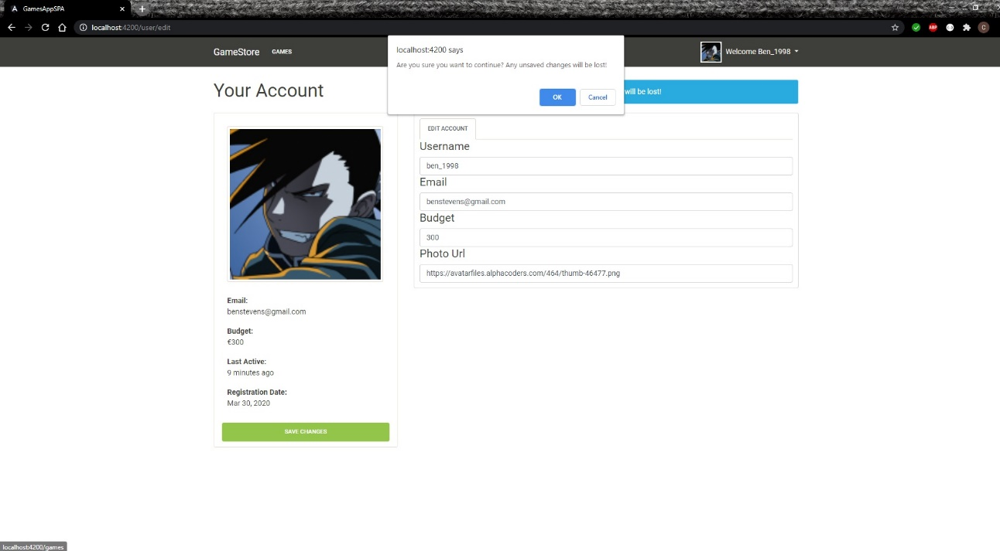 GamesAppSPA
localhost:4200/user/edit
ABP
C
GameStore
GAMES
Welcome Ben_1998
localhost:4200 says
Are you sure you want to continue? Any unsaved changes will be lost!
OK
Cancel
Your Account
will be lost!
Email:
benstevens@gmail.com
Budget:
€300
Last Active:
9 minutes ago
Registration Date:
Mar 30, 2020
SAVE CHANGES
EDIT ACCOUNT
Username
ben_1998
Email
benstevens@gmail.com
Budget
300
Photo Url
https://avatarfiles.alphacoders.com/464/thumb-46477.png
localhost:4200/games